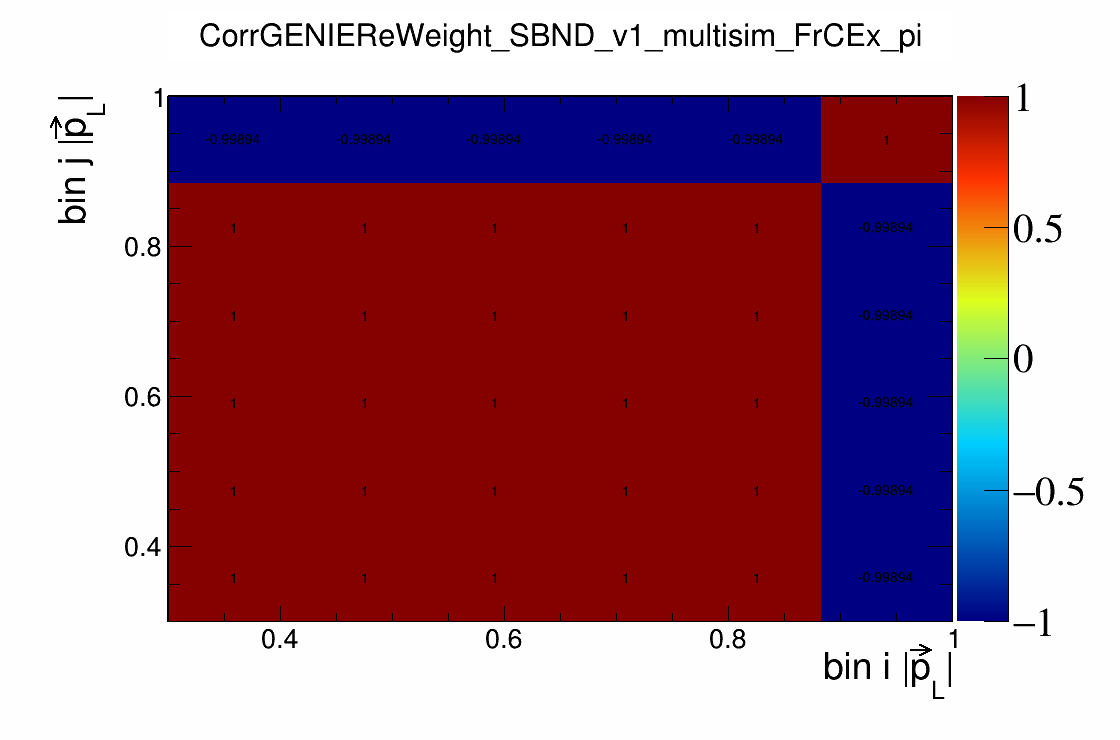 CorrGENIEReWeight_SBND_v1_multisim_FrCEx_pi
bin j |p⃗_L|
1
0.8
0.6
0.4
-0.99894 -0.99894 -0.99894 -0.99894 -0.99894 1
1 1 1 1 1 -0.99894
1 1 1 1 1 -0.99894
1 1 1 1 1 -0.99894
1 1 1 1 1 -0.99894
1 1 1 1 1 -0.99894
1
0.5
0
−0.5
−1
0.4 0.6 0.8 1
bin i |p⃗_L|